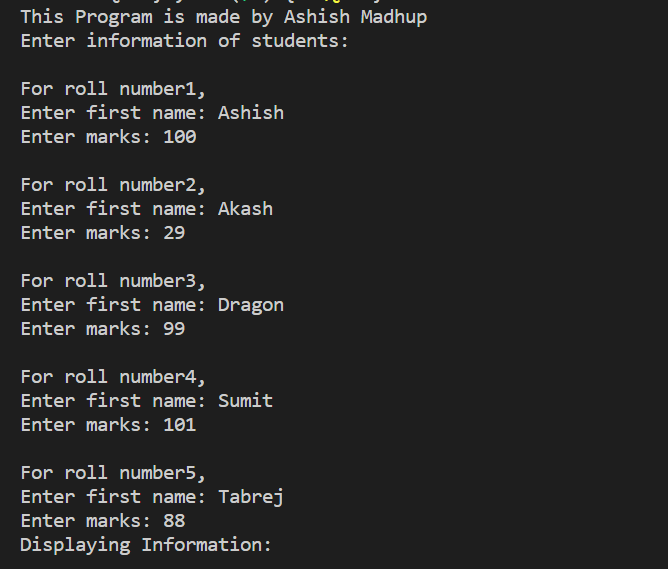 This Program is made by Ashish Madhup
Enter information of students:
For roll number1,
Enter first name: Ashish
Enter marks: 100
For roll number2,
Enter first name: Akash
Enter marks: 29
For roll number3,
Enter first name: Dragon
Enter marks: 99
For roll number4,
Enter first name: Sumit
Enter marks: 101
For roll number5,
Enter first name: Tabrej
Enter marks: 88
Displaying Information: